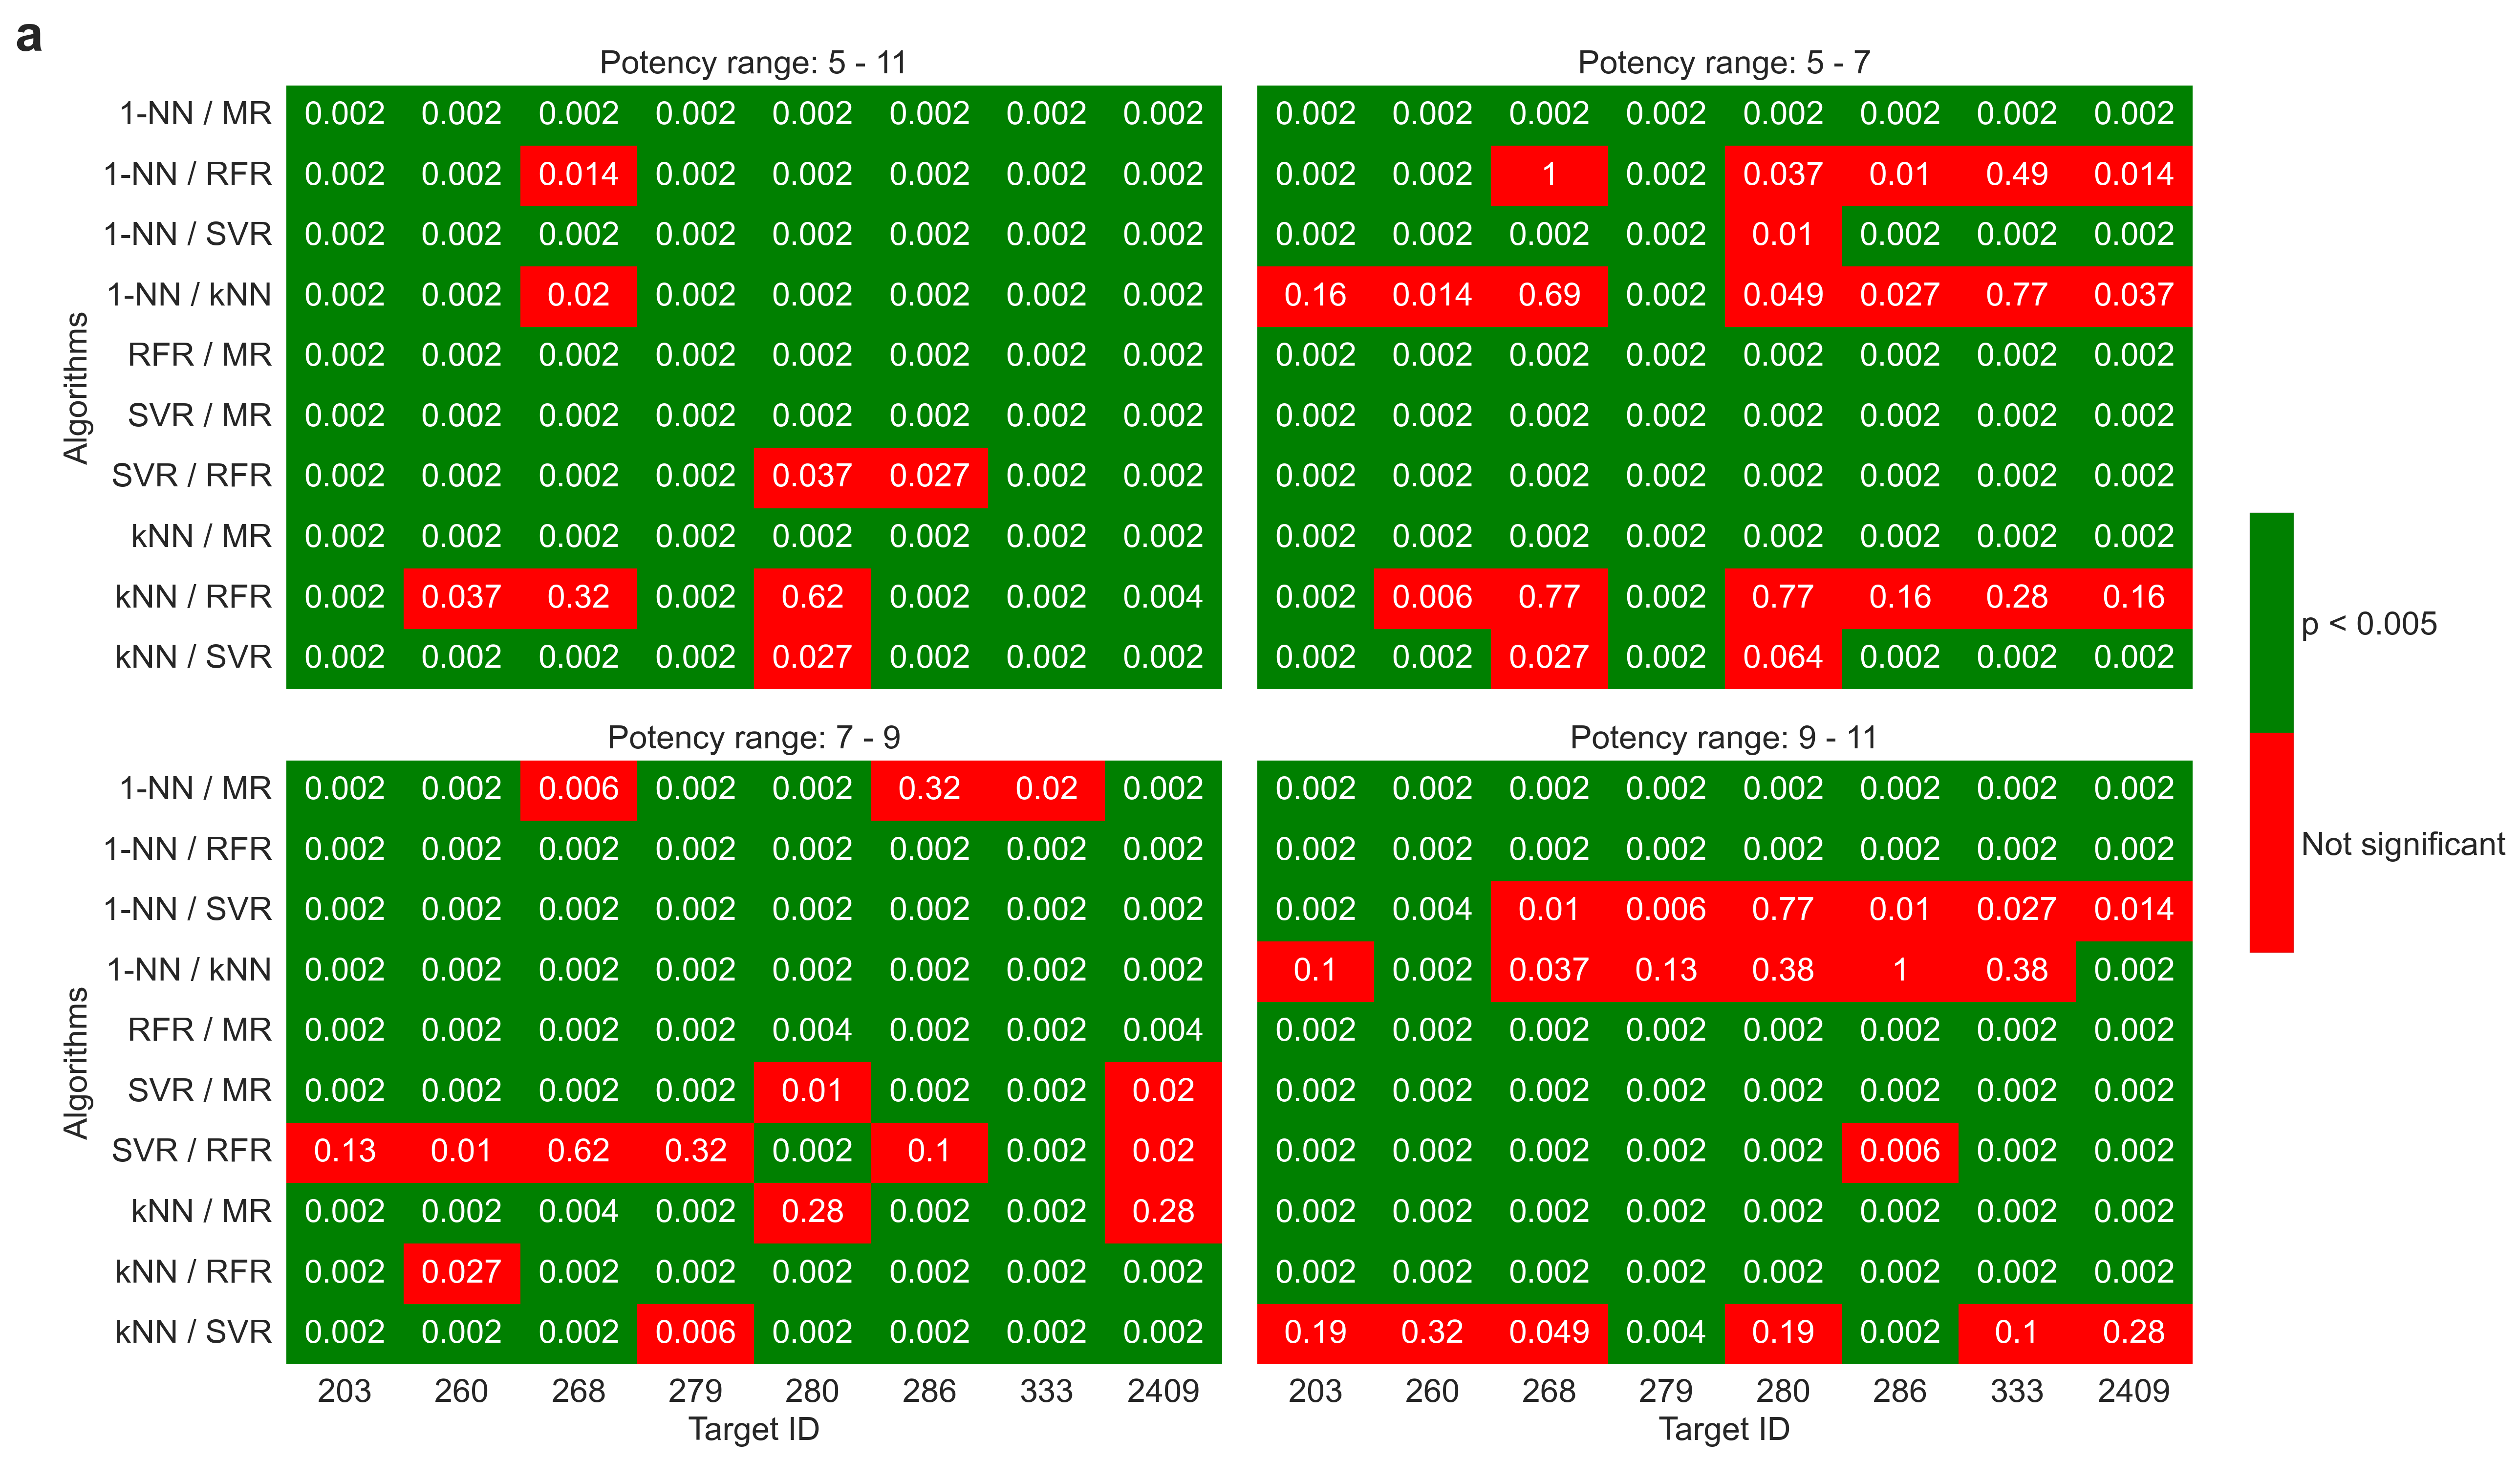 a
Potency range: 5 - 11
1-NN / MR 0.002 0.002 0.002 0.002 0.002 0.002 0.002 0.002
1-NN / RFR 0.002 0.002 0.014 0.002 0.002 0.002 0.002 0.002
1-NN / SVR 0.002 0.002 0.002 0.002 0.002 0.002 0.002 0.002
1-NN / kNN 0.002 0.002 0.02 0.002 0.002 0.002 0.002 0.002
RFR / MR 0.002 0.002 0.002 0.002 0.002 0.002 0.002 0.002
SVR / MR 0.002 0.002 0.002 0.002 0.002 0.002 0.002 0.002
SVR / RFR 0.002 0.002 0.002 0.002 0.037 0.027 0.002 0.002
kNN / MR 0.002 0.002 0.002 0.002 0.002 0.002 0.002 0.002
kNN / RFR 0.002 0.037 0.32 0.002 0.62 0.002 0.002 0.004
kNN / SVR 0.002 0.002 0.002 0.002 0.027 0.002 0.002 0.002
Algorithms
Potency range: 5 - 7
0.002 0.002 0.002 0.002 0.002 0.002 0.002 0.002
0.002 0.002 1 0.002 0.037 0.01 0.49 0.014
0.002 0.002 0.002 0.002 0.01 0.002 0.002 0.002
0.16 0.014 0.69 0.002 0.049 0.027 0.77 0.037
0.002 0.002 0.002 0.002 0.002 0.002 0.002 0.002
0.002 0.002 0.002 0.002 0.002 0.002 0.002 0.002
0.002 0.002 0.002 0.002 0.002 0.002 0.002 0.002
0.002 0.002 0.002 0.002 0.002 0.002 0.002 0.002
0.002 0.006 0.77 0.002 0.77 0.16 0.28 0.16
0.002 0.002 0.027 0.002 0.064 0.002 0.002 0.002
Potency range: 7 - 9
1-NN / MR 0.002 0.002 0.006 0.002 0.002 0.32 0.02 0.002
1-NN / RFR 0.002 0.002 0.002 0.002 0.002 0.002 0.002 0.002
1-NN / SVR 0.002 0.002 0.002 0.002 0.002 0.002 0.002 0.002
1-NN / kNN 0.002 0.002 0.002 0.002 0.002 0.002 0.002 0.002
RFR / MR 0.002 0.002 0.002 0.002 0.004 0.002 0.002 0.004
SVR / MR 0.002 0.002 0.002 0.002 0.01 0.002 0.002 0.02
SVR / RFR 0.13 0.01 0.62 0.32 0.002 0.1 0.002 0.02
kNN / MR 0.002 0.002 0.004 0.002 0.28 0.002 0.002 0.28
kNN / RFR 0.002 0.027 0.002 0.002 0.002 0.002 0.002 0.002
kNN / SVR 0.002 0.002 0.002 0.006 0.002 0.002 0.002 0.002
Algorithms
203 260 268 279 280 286 333 2409
Target ID
Potency range: 9 - 11
0.002 0.002 0.002 0.002 0.002 0.002 0.002 0.002
0.002 0.002 0.002 0.002 0.002 0.002 0.002 0.002
0.002 0.004 0.01 0.006 0.77 0.01 0.027 0.014
0.1 0.002 0.037 0.13 0.38 1 0.38 0.002
0.002 0.002 0.002 0.002 0.002 0.002 0.002 0.002
0.002 0.002 0.002 0.002 0.002 0.002 0.002 0.002
0.002 0.002 0.002 0.002 0.002 0.006 0.002 0.002
0.002 0.002 0.002 0.002 0.002 0.002 0.002 0.002
0.002 0.002 0.002 0.002 0.002 0.002 0.002 0.002
0.19 0.32 0.049 0.004 0.19 0.002 0.1 0.28
203 260 268 279 280 286 333 2409
Target ID
p < 0.005
Not significant